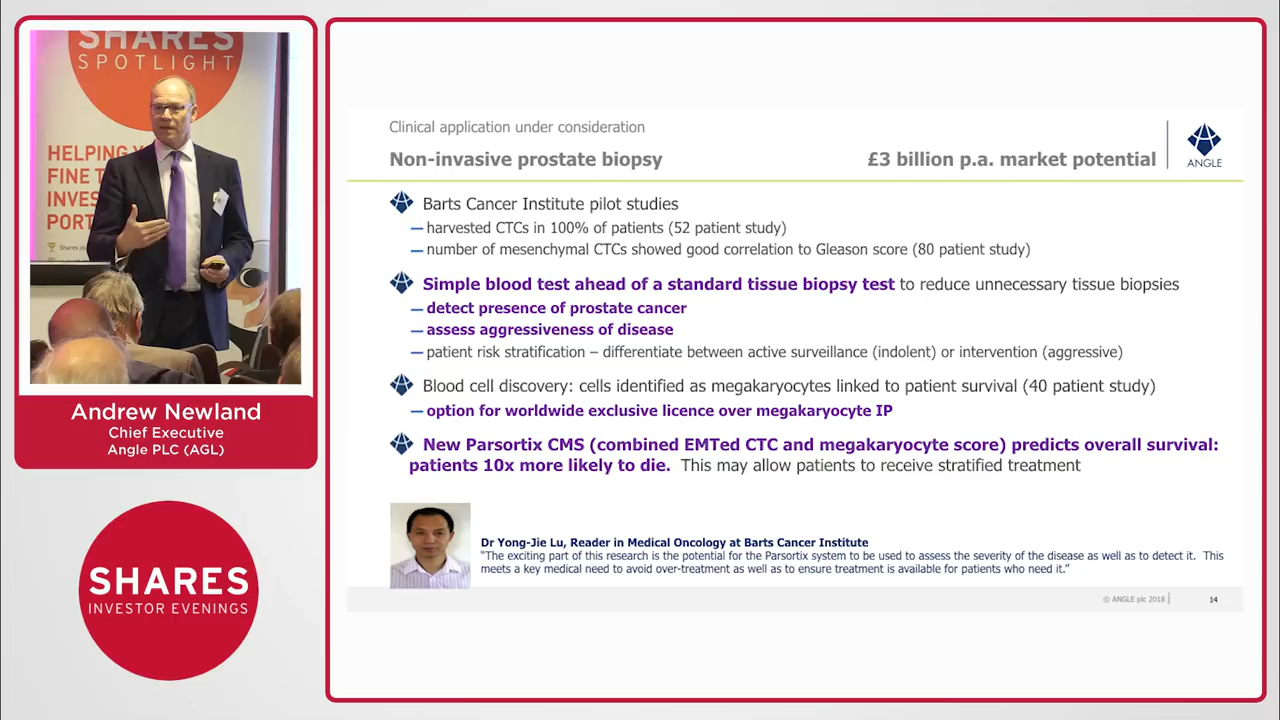 SHARES
SPOTLIGHT
HELPING
FINE T
INVES
PORT
Shares
Andrew Newland
Chief Executive
Angle PLC (AGL)
SHARES
INVESTOR EVENINGS
Clinical application under consideration
Non-invasive prostate biopsy
£3 billion p.a. market potential
ANGLE
Barts Cancer Institute pilot studies
— harvested CTCs in 100% of patients (52 patient study)
— number of mesenchymal CTCs showed good correlation to Gleason score (80 patient study)
Simple blood test ahead of a standard tissue biopsy test to reduce unnecessary tissue biopsies
— detect presence of prostate cancer
— assess aggressiveness of disease
— patient risk stratification – differentiate between active surveillance (indolent) or intervention (aggressive)
Blood cell discovery: cells identified as megakaryocytes linked to patient survival (40 patient study)
— option for worldwide exclusive licence over megakaryocyte IP
New Parsortix CMS (combined EMTed CTC and megakaryocyte score) predicts overall survival:
patients 10x more likely to die. This may allow patients to receive stratified treatment
Dr Yong-Jie Lu, Reader in Medical Oncology at Barts Cancer Institute
“The exciting part of this research is the potential for the Parsortix system to be used to assess the severity of the disease as well as to detect it. This
meets a key medical need to avoid over-treatment as well as to ensure treatment is available for patients who need it.”
© ANGLE plc 2018
14